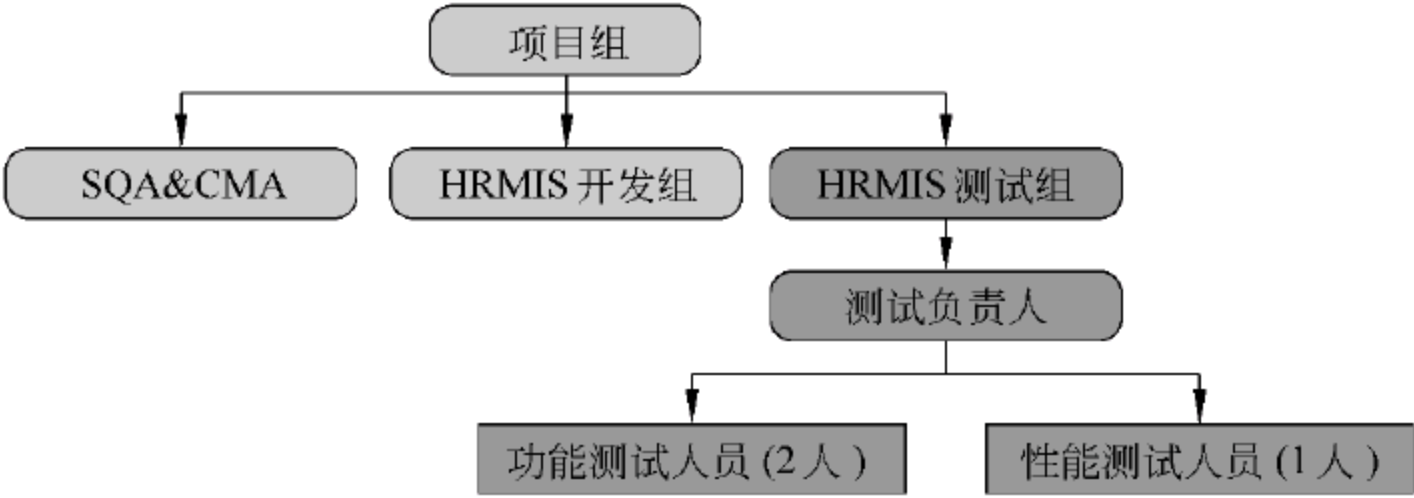 项目组
SQA&CMA
HRMIS 开发组
HRMIS 测试组
测试负责人
功能测试人员 (2 人 )
性能测试人员 (1 人 )